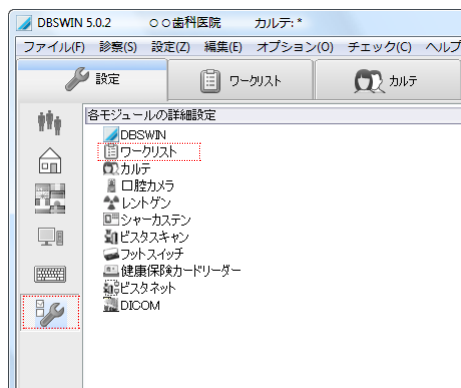 DBSWIN 5.0.2 ○○歯科医院 カルテ: *
ファイル(F) 診察(S) 設定(Z) 編集(E) オプション(O) チェック(C) ヘルプ
設定 ワークリスト カルテ
各モジュールの詳細設定
DBSWIN
ワークリスト
カルテ
口腔カメラ
レントゲン
シャーカステン
ビスタスキャン
フットスイッチ
健康保険カードリーダー
ビスタネット
DICOM